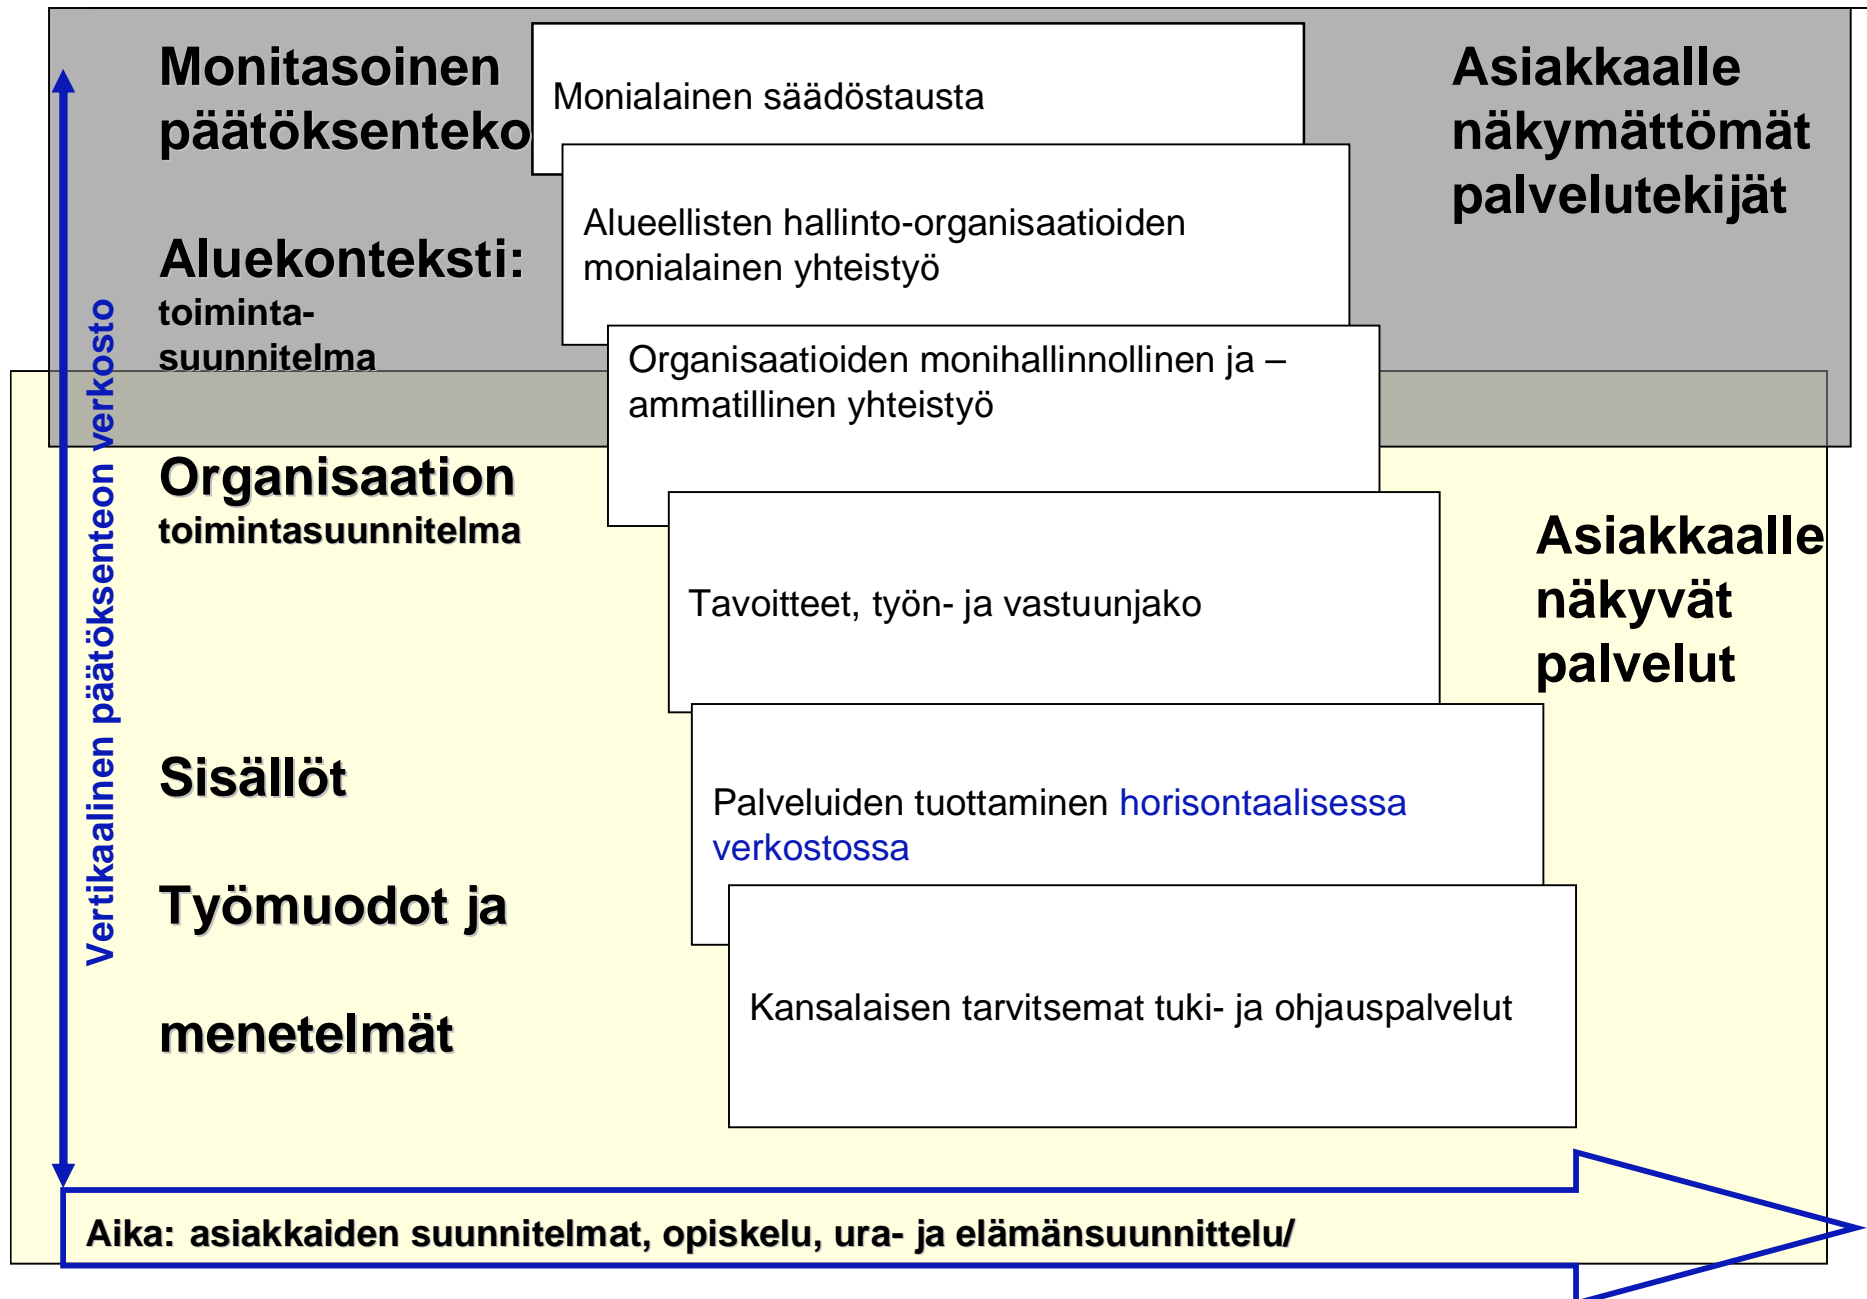 Monitasoinen
päätöksenteko
Aluekonteksti:
toiminta-
suunnitelma
Organisaation
toimintasuunnitelma
Sisällöt
Työmuodot ja
menetelmät
Vertikaalinen päätöksenteon verkosto
Monialainen säädöstausta
Alueellisten hallinto-organisaatioiden
monialainen yhteistyö
Organisaatioiden monihallinnollinen ja –
ammatillinen yhteistyö
Tavoitteet, työn- ja vastuunjako
Palveluiden tuottaminen horisontaalisessa
verkostossa
Kansalaisen tarvitsemat tuki- ja ohjauspalvelut
Asiakkaalle
näkymättömät
palvelutekijät
Asiakkaalle
näkyvät
palvelut
Aika: asiakkaiden suunnitelmat, opiskelu, ura- ja elämänsuunnittelu/